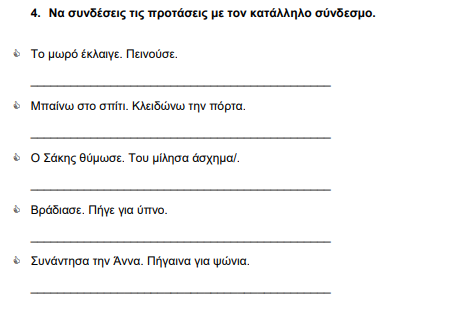 4. Να συνδέσεις τις προτάσεις με τον κατάλληλο σύνδεσμο.
Το μωρό έκλαιγε. Πεινούσε.
Μπαίνω στο σπίτι. Κλειδώνω την πόρτα.
Ο Σάκης θύμωσε. Του μίλησα άσχημα/.
Βράδιασε. Πήγε για ύπνο.
Συνάντησα την Άννα. Πήγαινα για ψώνια.